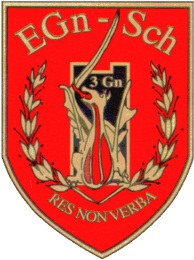 EGn - Sch
3 Gn
RES NON VERBA